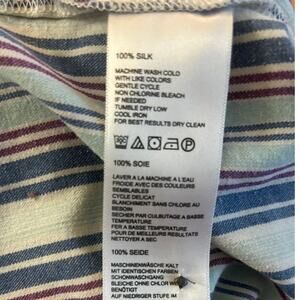 100% SILK
MACHINE WASH COLD
WITH LIKE COLORS
GENTLE CYCLE
NON CHLORINE BLEACH
IF NEEDED
TUMBLE DRY LOW
COOL IRON
FOR BEST RESULTS DRY CLEAN
100% SOIE
LAVER A LA MACHINE A L'EAU
FROIDE AVEC DES COULEURS
SEMBLABLES
CYCLE DELICAT
BLANCHIMENT SANS CHLORE AU
BESOIN
SECHER PAR CULBUTAGE A BASSE
TEMPERATURE
FER A BASSE TEMPERATURE
POUR DE MEILLEURS RESULTATS
NETTOYER A SEC
100% SEIDE
MASCHINENWÄSCHE KALT
MIT IDENTISCHEN FARBEN
SCHONGANG
BLEICHEN OHNE CHLOR WENN
BENÖTIGT
AUF NIEDRIGER STUFE IM